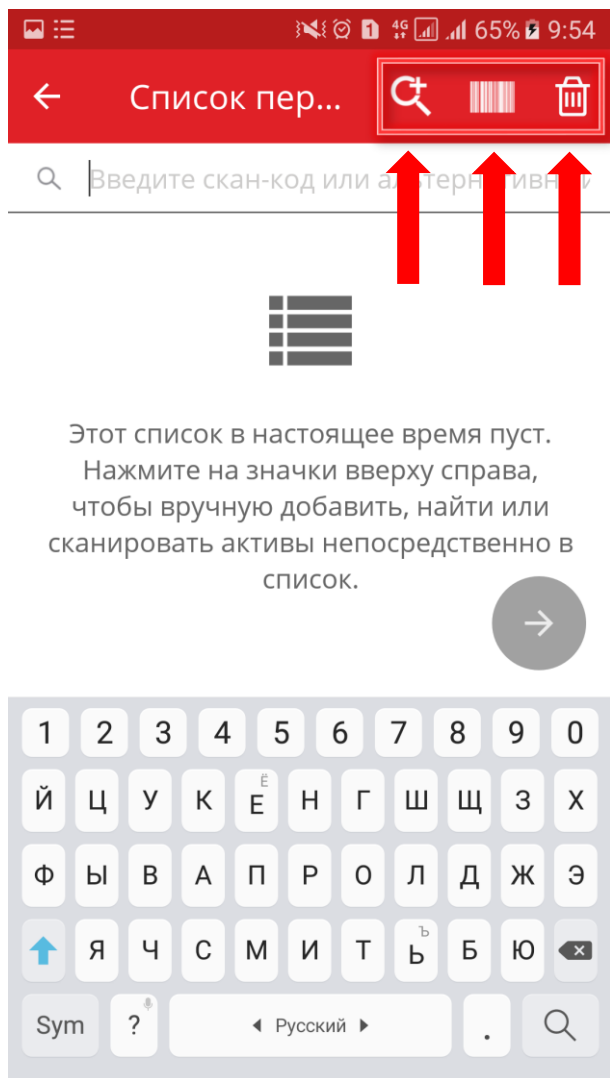 1 4G 65% 9:54
Список пер...
Введите скан-код или
Этот список в настоящее время пуст.
Нажмите на значки вверху справа,
чтобы вручную добавить, найти или
сканировать активы непосредственно в
список.
1 2 3 4 5 6 7 8 9 0
Й Ц У К Е Ё Н Г Ш Щ З Х
Ф Ы В А П Р О Л Д Ж Э
Я Ч С М И Т Ь Ъ Б Ю
Sym ? Русский .